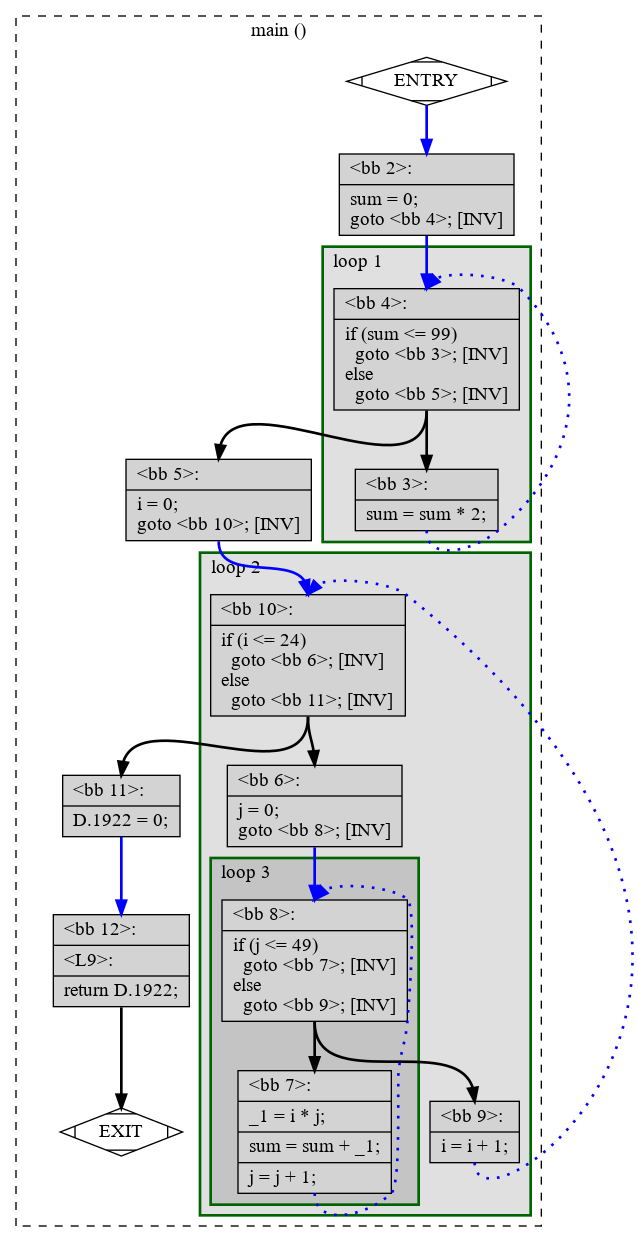 main ()
ENTRY
<bb 2>:
sum = 0;
goto <bb 4>; [INV]
loop 1
<bb 4>:
if (sum <= 99)
goto <bb 3>; [INV]
else
goto <bb 5>; [INV]
<bb 5>:
i = 0;
goto <bb 10>; [INV]
<bb 3>:
sum = sum * 2;
loop 2
<bb 10>:
if (i <= 24)
goto <bb 6>; [INV]
else
goto <bb 11>; [INV]
<bb 11>:
D.1922 = 0;
<bb 6>:
j = 0;
goto <bb 8>; [INV]
loop 3
<bb 8>:
if (j <= 49)
goto <bb 7>; [INV]
else
goto <bb 9>; [INV]
<bb 12>:
<L9>:
return D.1922;
<bb 7>:
_1 = i * j;
sum = sum + _1;
j = j + 1;
<bb 9>:
i = i + 1;
EXIT